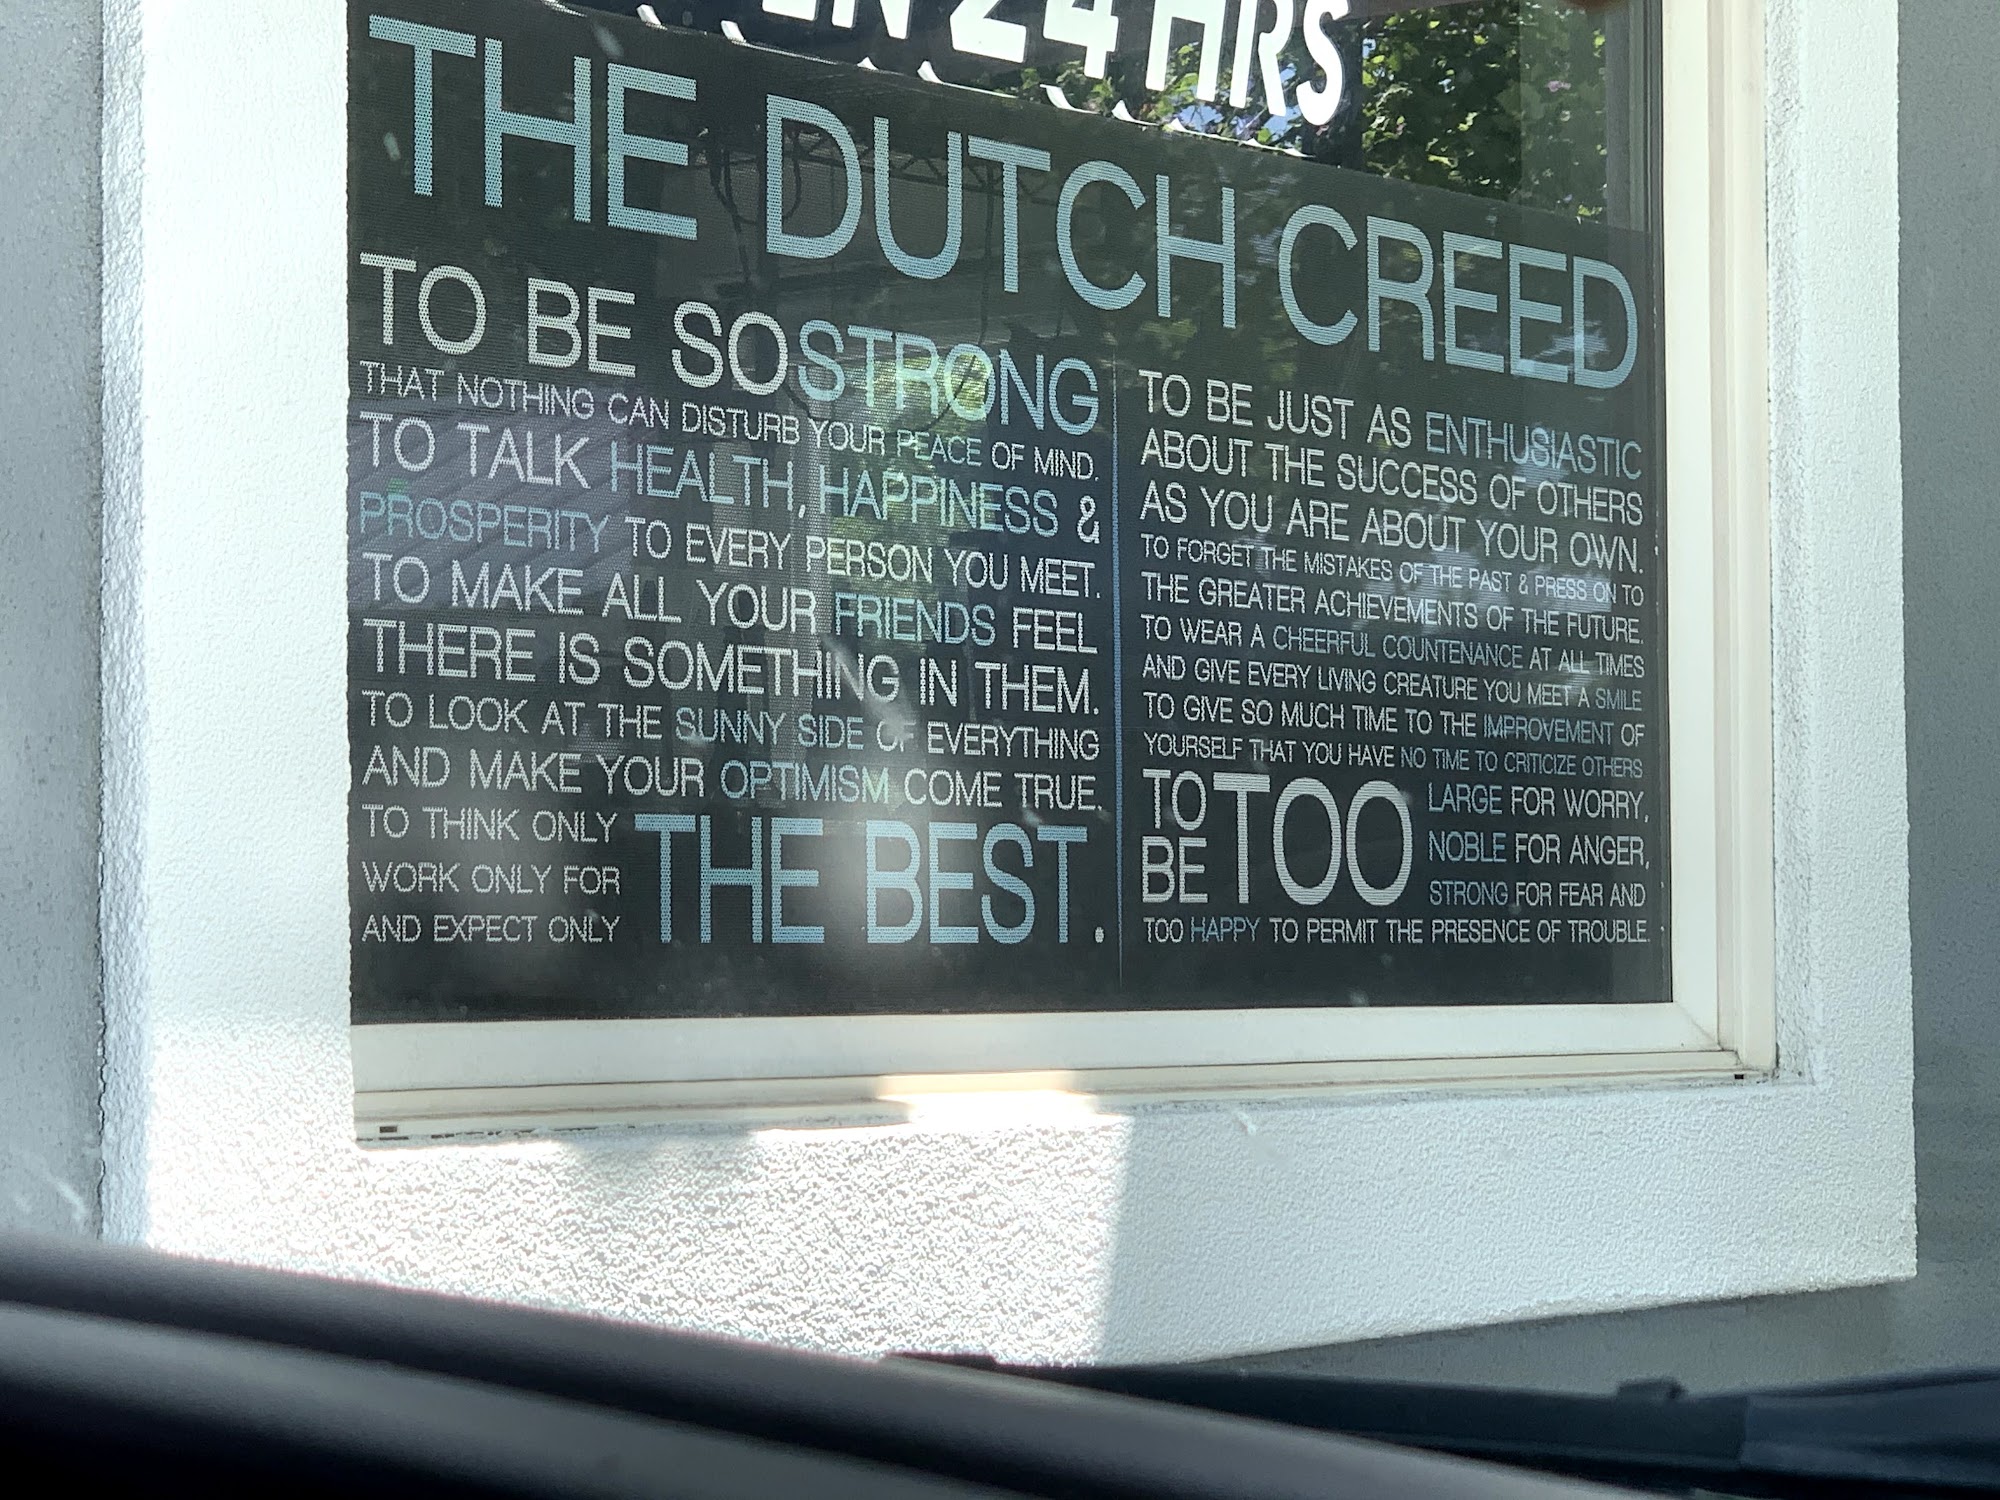 24 HRS
THE DUTCH CREED
TO BE SO STRONG
THAT NOTHING CAN DISTURB YOUR PEACE OF MIND.
TO TALK HEALTH, HAPPINESS &
PROSPERITY TO EVERY PERSON YOU MEET.
TO MAKE ALL YOUR FRIENDS FEEL
THERE IS SOMETHING IN THEM.
TO LOOK AT THE SUNNY SIDE OF EVERYTHING
AND MAKE YOUR OPTIMISM COME TRUE.
TO THINK ONLY
WORK ONLY FOR
AND EXPECT ONLY
THE BEST.
TO BE JUST AS ENTHUSIASTIC
ABOUT THE SUCCESS OF OTHERS
AS YOU ARE ABOUT YOUR OWN.
TO FORGET THE MISTAKES OF THE PAST & PRESS ON TO
THE GREATER ACHIEVEMENTS OF THE FUTURE.
TO WEAR A CHEERFUL COUNTENANCE AT ALL TIMES
AND GIVE EVERY LIVING CREATURE YOU MEET A SMILE
TO GIVE SO MUCH TIME TO THE IMPROVEMENT OF
YOURSELF THAT YOU HAVE NO TIME TO CRITICIZE OTHERS
TO
BE
TOO
LARGE FOR WORRY,
NOBLE FOR ANGER,
STRONG FOR FEAR AND
TOO HAPPY TO PERMIT THE PRESENCE OF TROUBLE.